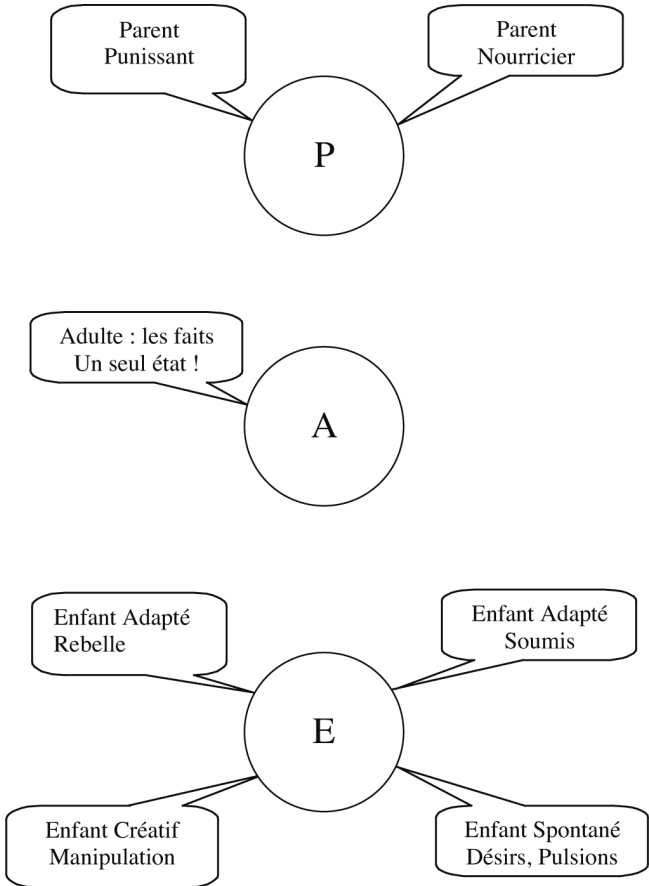 Parent
Punissant
Parent
Nourricier
P
Adulte : les faits
Un seul état !
A
Enfant Adapté
Rebelle
Enfant Adapté
Soumis
E
Enfant Créatif
Manipulation
Enfant Spontané
Désirs, Pulsions